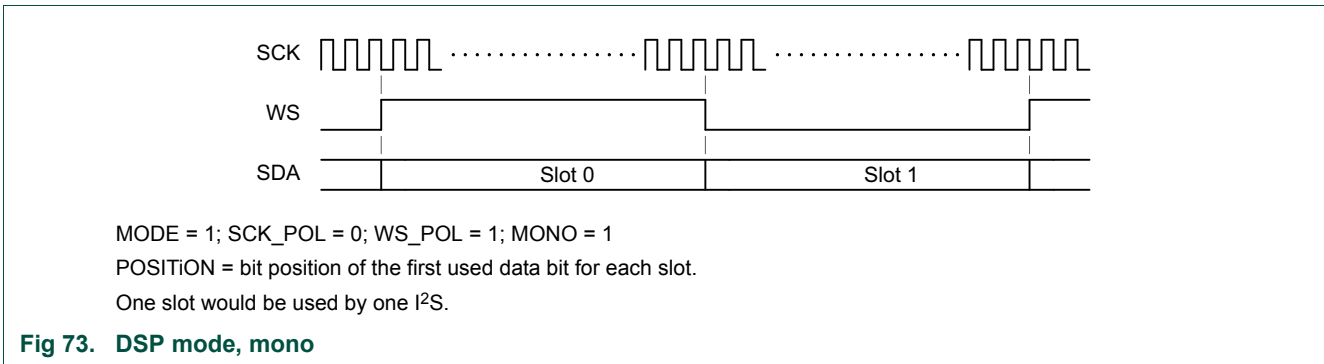 SCK
WS
SDA Slot 0 Slot 1
MODE = 1; SCK_POL = 0; WS_POL = 1; MONO = 1
POSITiON = bit position of the first used data bit for each slot.
One slot would be used by one I²S.
Fig 73. DSP mode, mono